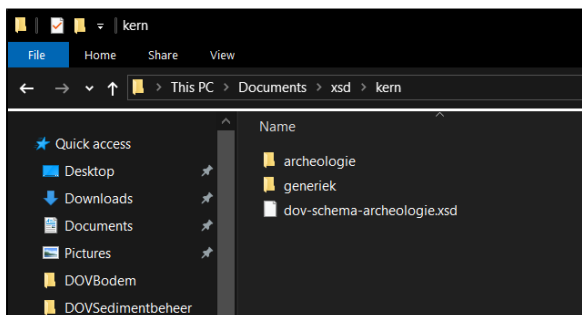 kern
File Home Share View
This PC > Documents > xsd > kern
Name
Quick access
Desktop
Downloads
Documents
Pictures
DOVBodem
DOVSedimentbeheer
archeologie
generiek
dov-schema-archeologie.xsd